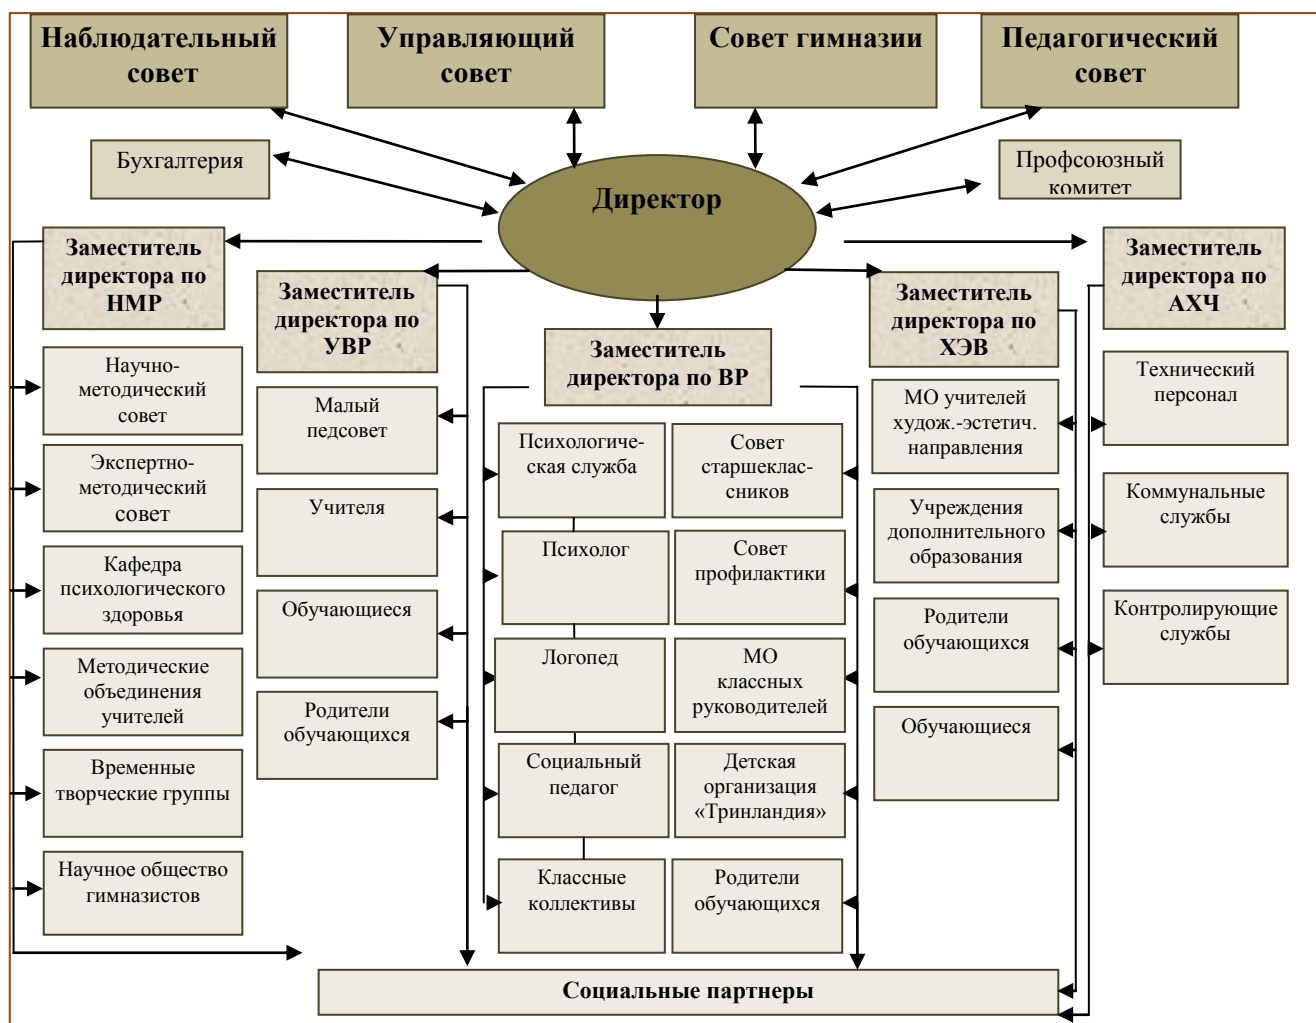 Наблюдательный
совет
Управляющий
совет
Совет гимназии
Педагогический
совет
Бухгалтерия
Профсоюзный
комитет
Директор
Заместитель
директора по
НМР
Заместитель
директора по
УВР
Заместитель
директора по ВР
Заместитель
директора по
ХЭВ
Заместитель
директора по
АХЧ
Научно-
методический
совет
Экспертно-
методический
совет
Кафедра
психологического
здоровья
Методические
объединения
учителей
Временные
творческие группы
Научное общество
гимназистов
Малый
педсовет
Учителя
Обучающиеся
Родители
обучающихся
Психологиче-
ская служба
Психолог
Логопед
Социальный
педагог
Классные
коллективы
Совет
старшеклас-
сников
Совет
профилактики
МО
классных
руководителей
Детская
организация
«Тринландия»
Родители
обучающихся
МО учителей
худож.-эстетич.
направления
Учреждения
дополнительного
образования
Родители
обучающихся
Обучающиеся
Технический
персонал
Коммунальные
службы
Контролирующие
службы
Социальные партнеры